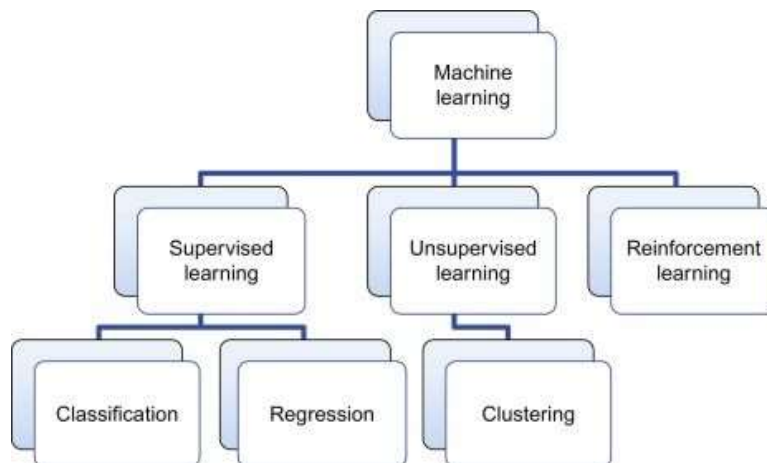 Machine
learning
Supervised
learning
Unsupervised
learning
Reinforcement
learning
Classification
Regression
Clustering